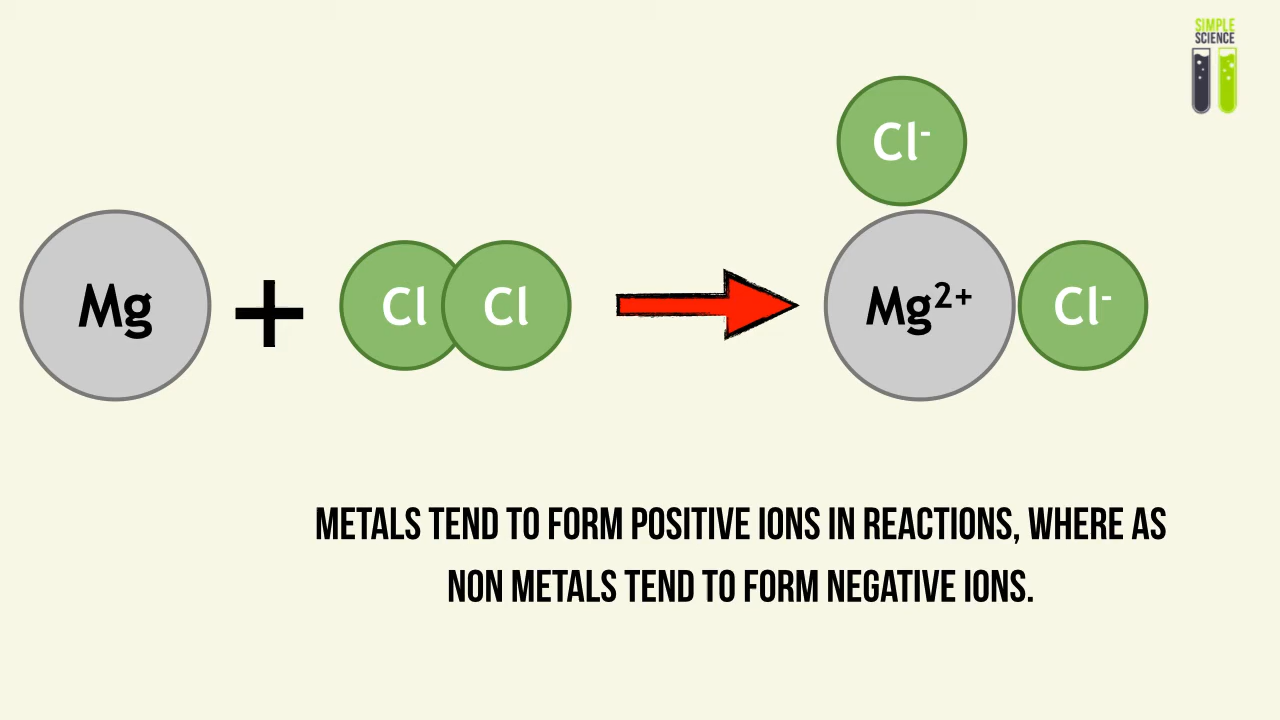 SIMPLE
SCIENCE
Cl⁻
Mg + Cl Cl Mg²⁺ Cl⁻
METALS TEND TO FORM POSITIVE IONS IN REACTIONS, WHERE AS
NON METALS TEND TO FORM NEGATIVE IONS.